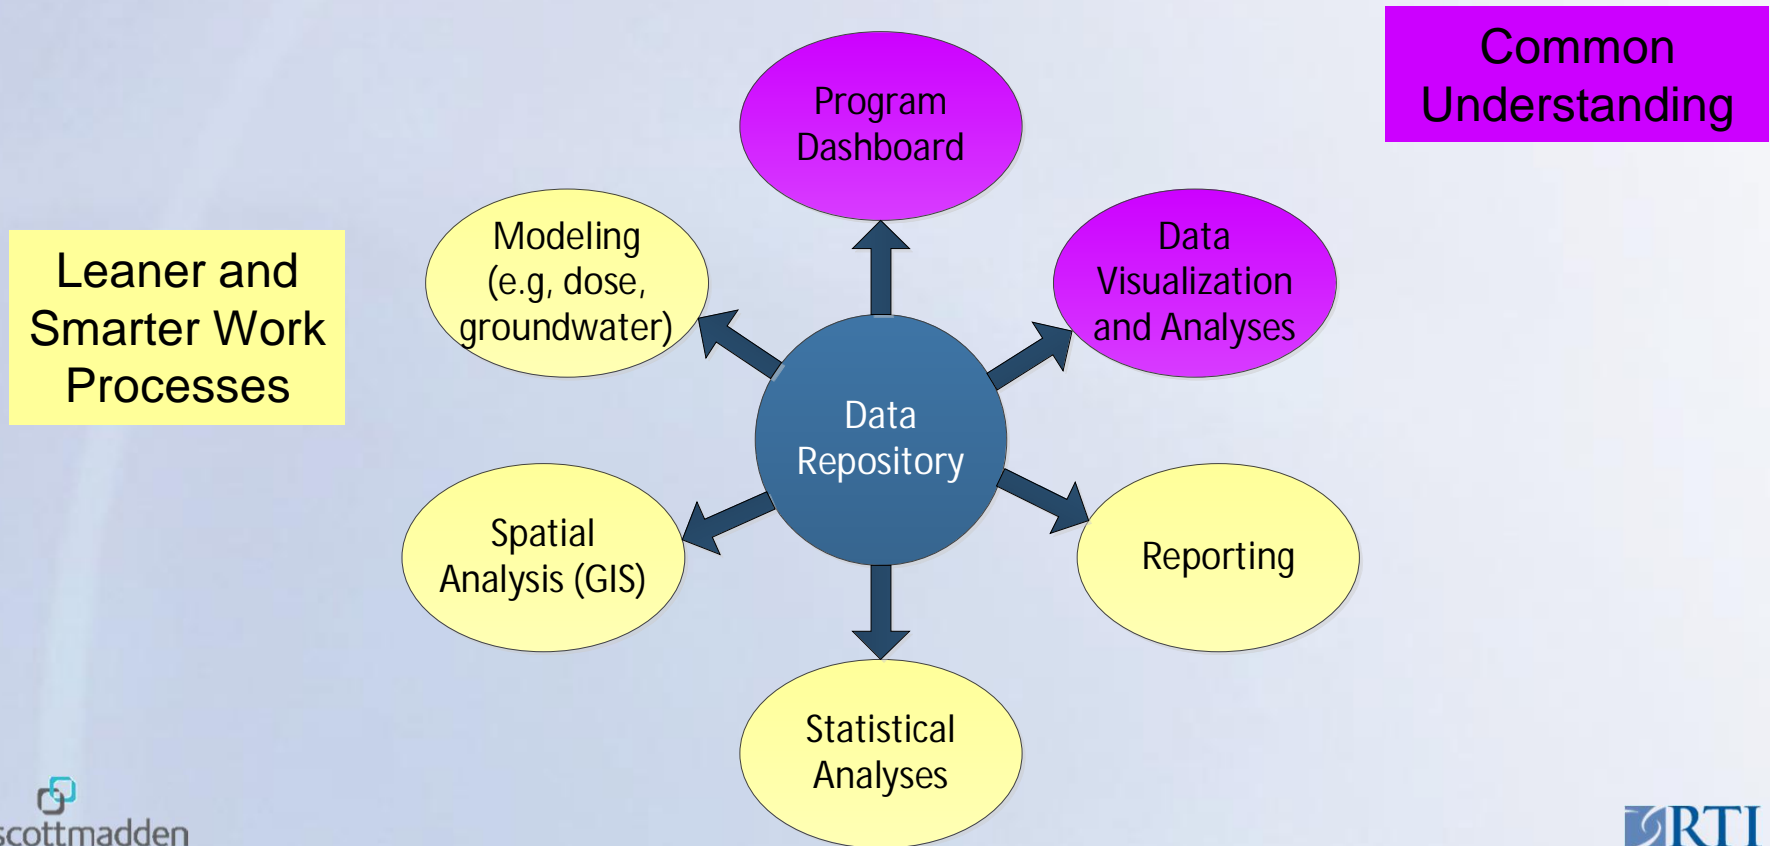 Common
Understanding
Program
Dashboard
Leaner and
Smarter Work
Processes
Modeling
(e.g, dose,
groundwater)
Data
Visualization
and Analyses
Data
Repository
Spatial
Analysis (GIS)
Reporting
Statistical
Analyses
scottmadden
RTI